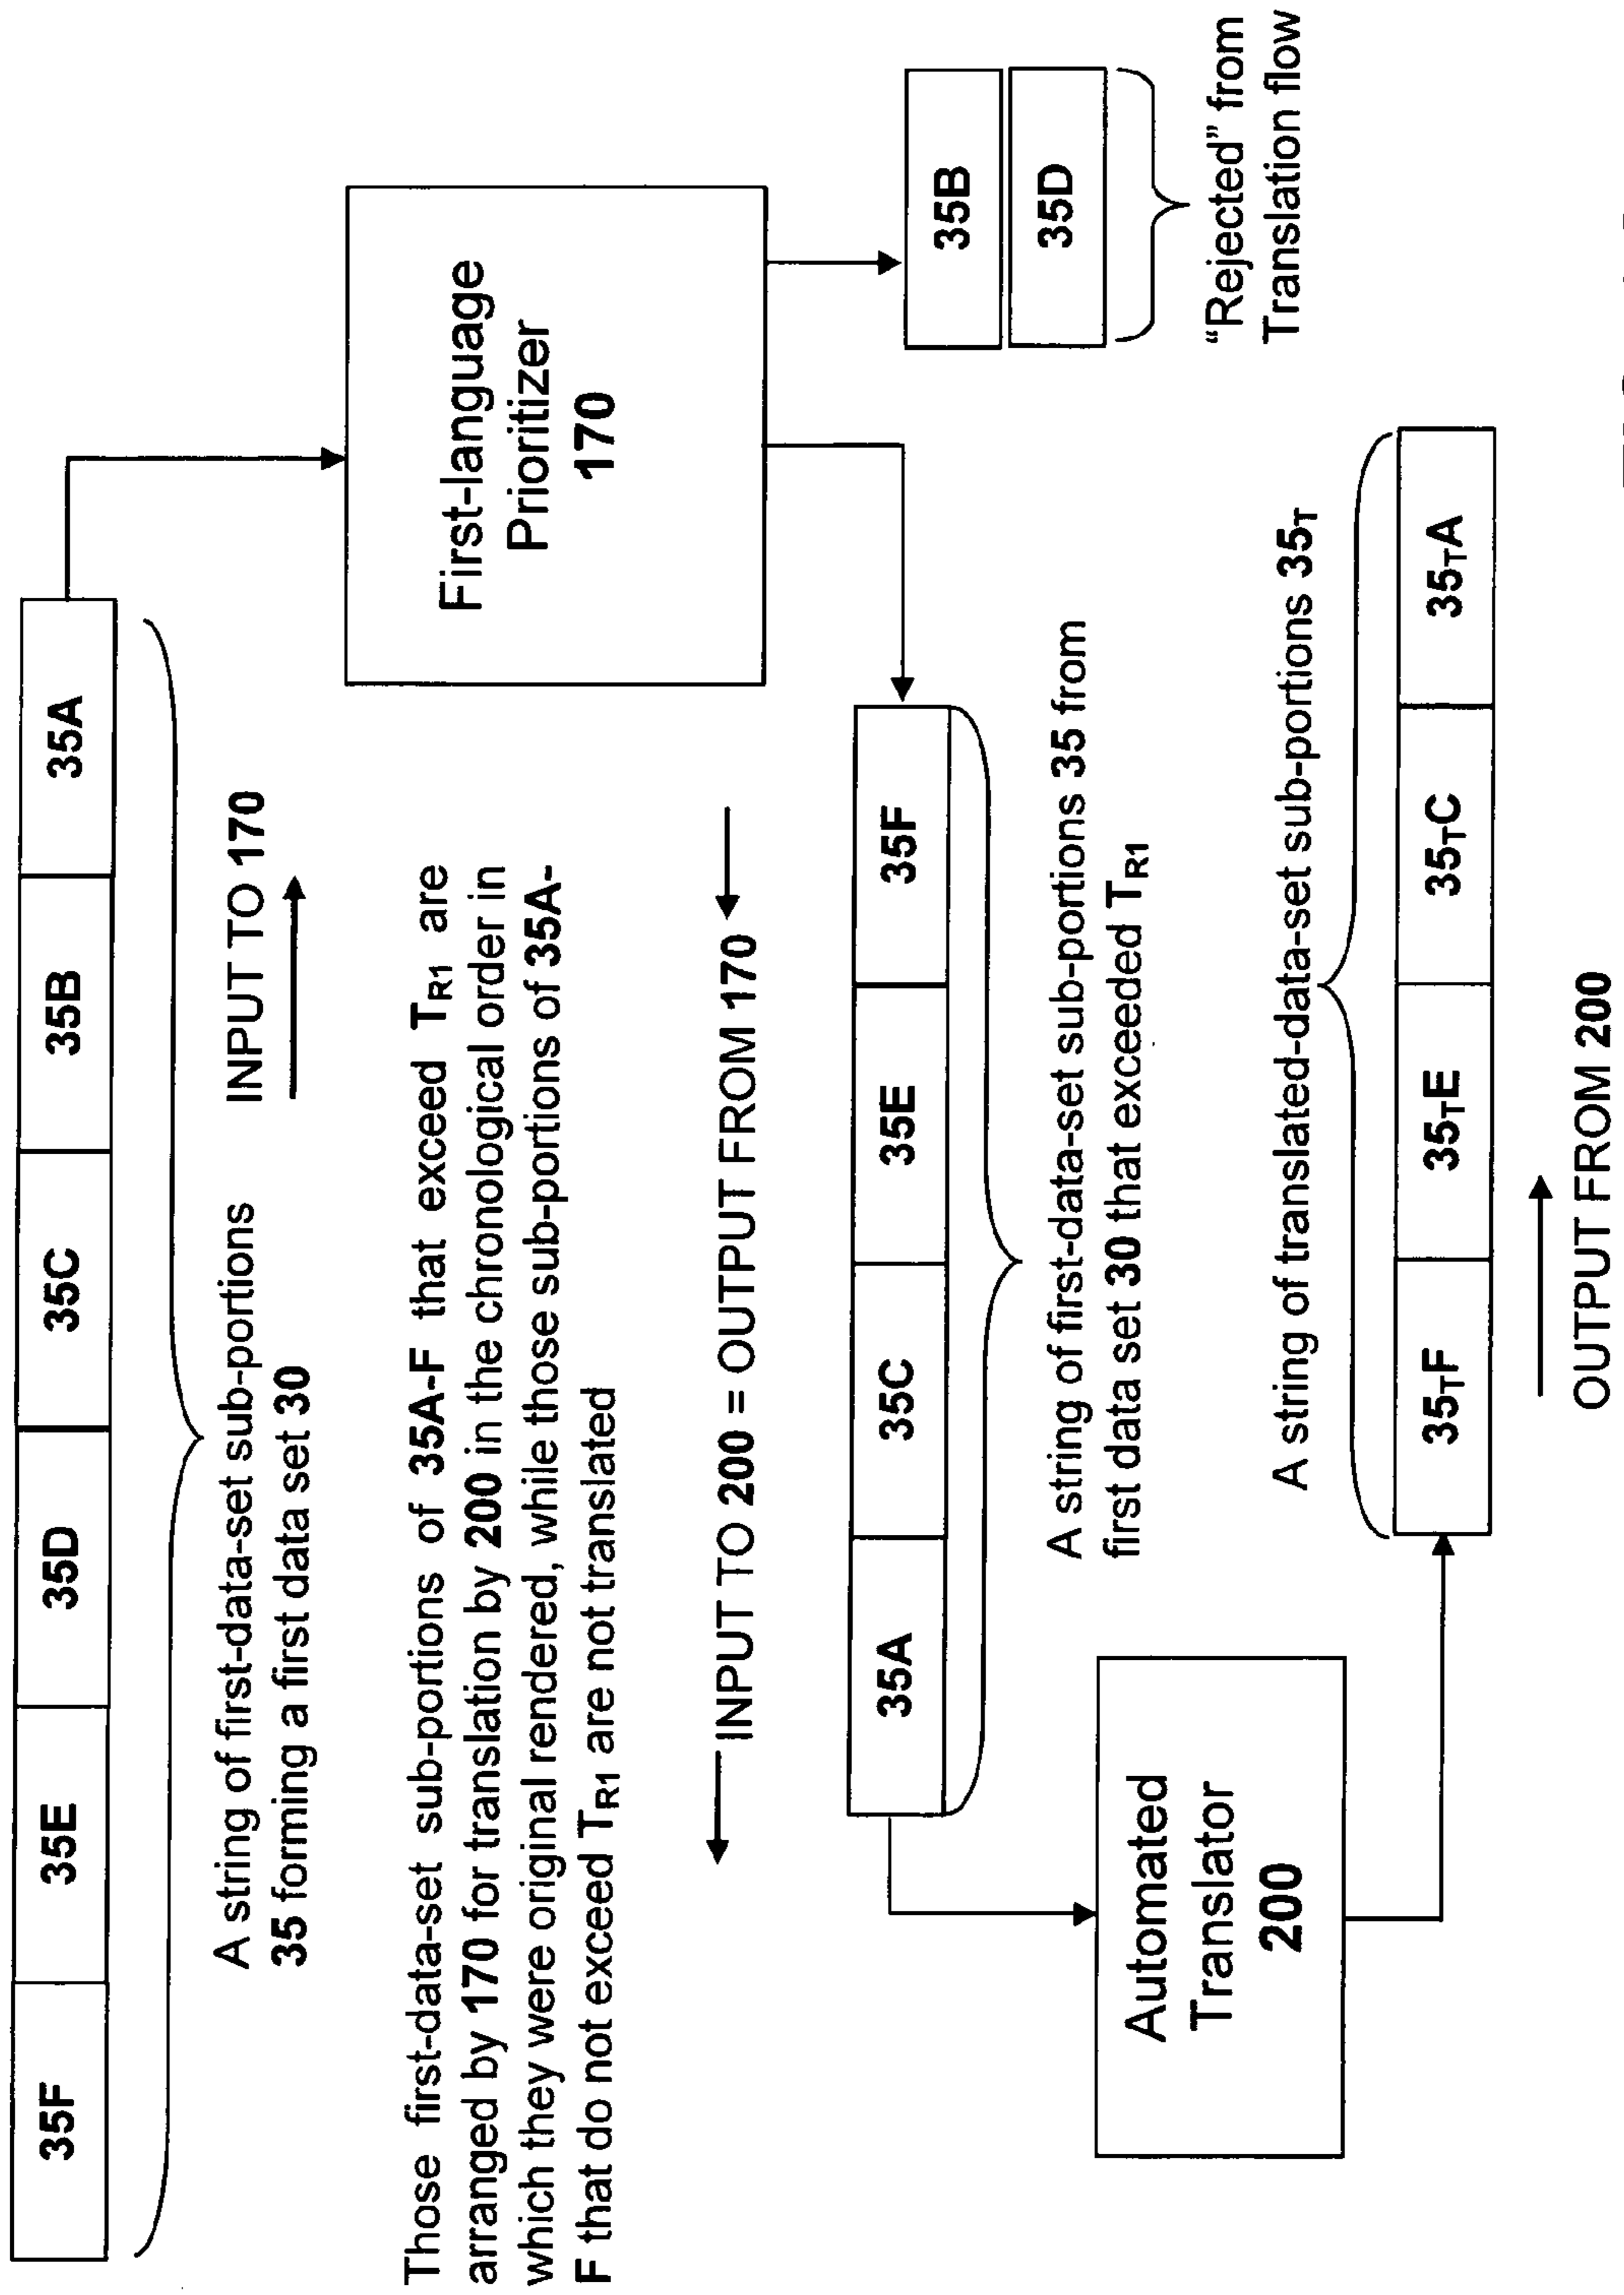 35F 35E 35D 35C 35B 35A
A string of first-data-set sub-portions
35 forming a first data set 30
INPUT TO 170
First-language
Prioritizer
170
Those first-data-set sub-portions of 35A-F that exceed TR1 are
arranged by 170 for translation by 200 in the chronological order in
which they were original rendered, while those sub-portions of 35A-
F that do not exceed TR1 are not translated
INPUT TO 200 = OUTPUT FROM 170
35A 35C 35E 35F
35B
35D
"Rejected" from
Translation flow
A string of first-data-set sub-portions 35 from
first data set 30 that exceeded TR1
Automated
Translator
200
A string of translated-data-set sub-portions 35T
35TF 35TE 35TC 35TA
OUTPUT FROM 200